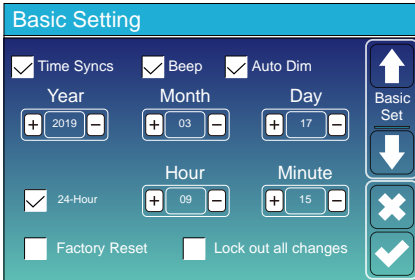 Basic Setting
Time Syncs Beep Auto Dim
Year Month Day
+ 2019 − + 03 − + 17 −
Basic
Set
Hour Minute
24-Hour + 09 − + 15 −
Factory Reset Lock out all changes